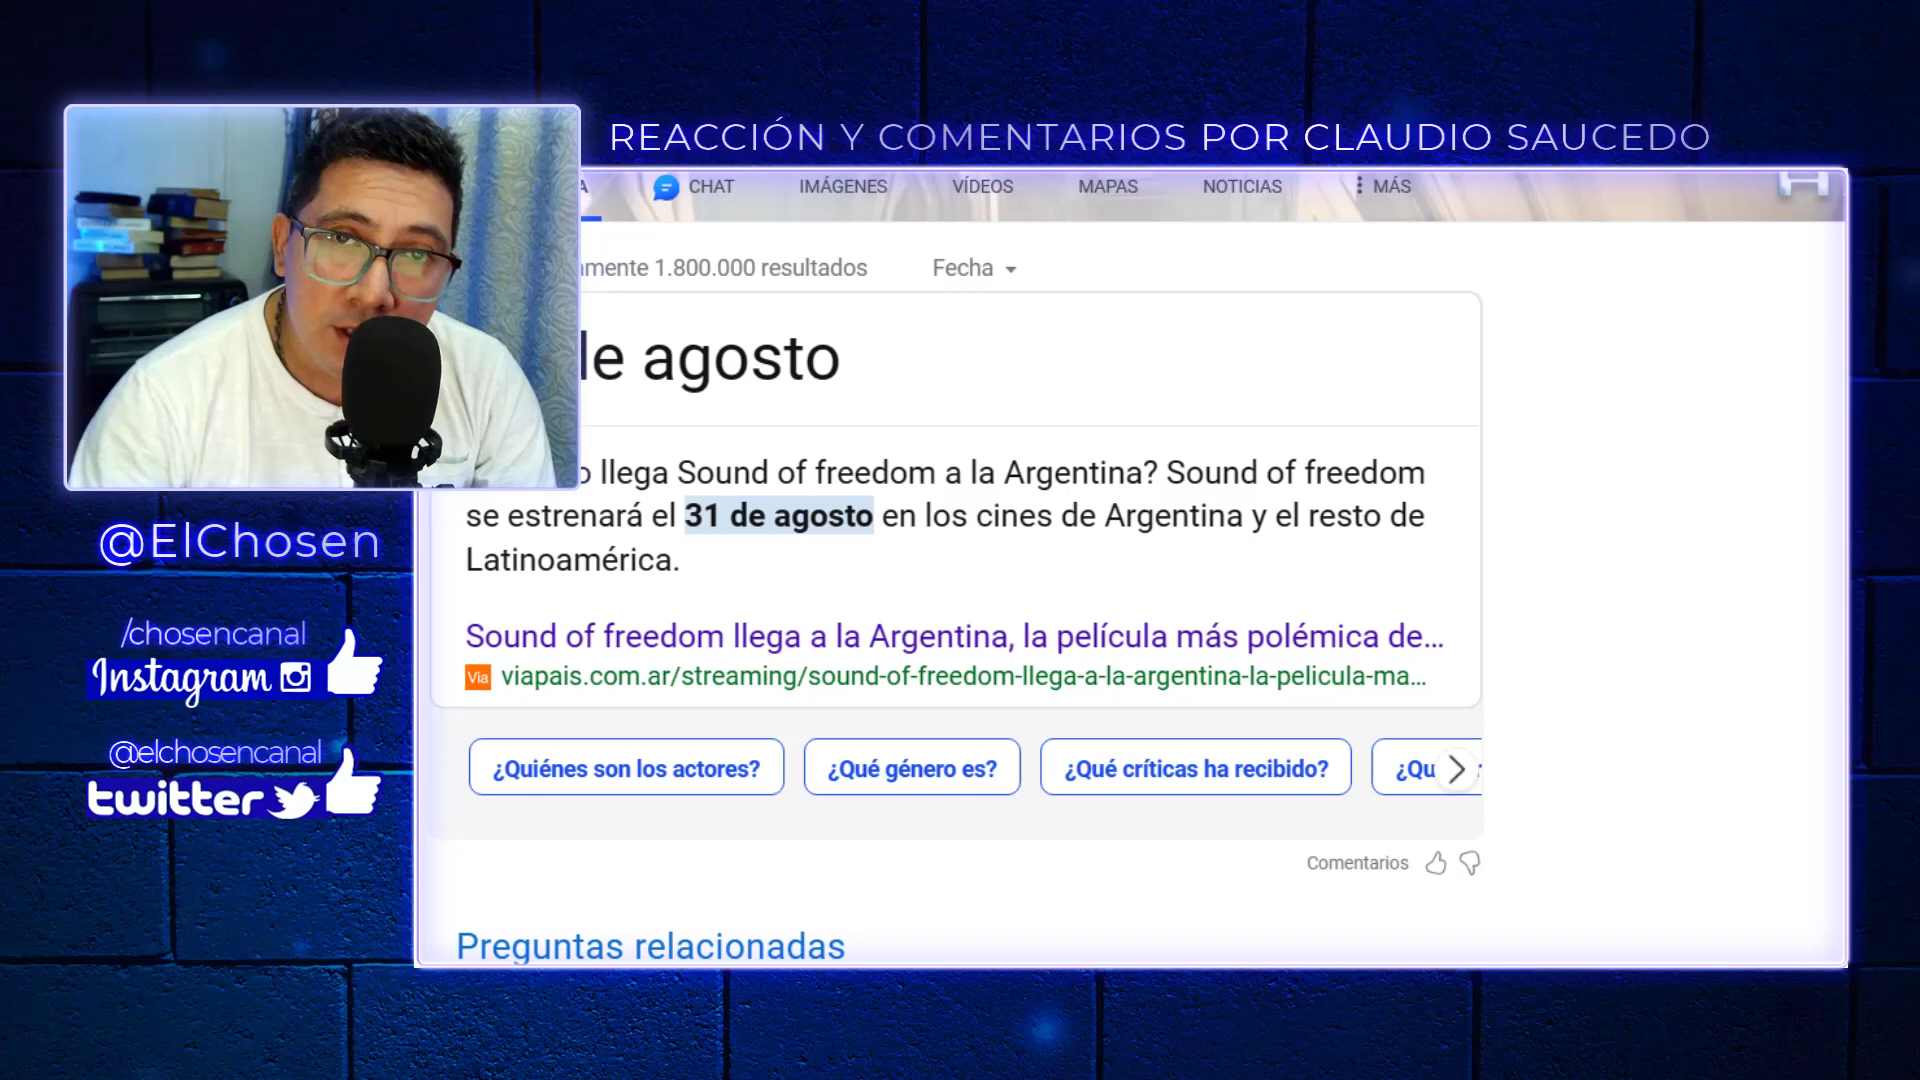 REACCIÓN Y COMENTARIOS POR CLAUDIO SAUCEDO
A CHAT IMÁGENES VÍDEOS MAPAS NOTICIAS MÁS
mente 1.800.000 resultados Fecha
de agosto
llega Sound of freedom a la Argentina? Sound of freedom
se estrenará el 31 de agosto en los cines de Argentina y el resto de
Latinoamérica.
Sound of freedom llega a la Argentina, la película más polémica de...
Via viapais.com.ar/streaming/sound-of-freedom-llega-a-la-argentina-la-pelicula-ma...
¿Quiénes son los actores? ¿Qué género es? ¿Qué críticas ha recibido? ¿Qu
Comentarios
Preguntas relacionadas
@ElChosen
/chosencanal
Instagram
@elchosencanal
twitter